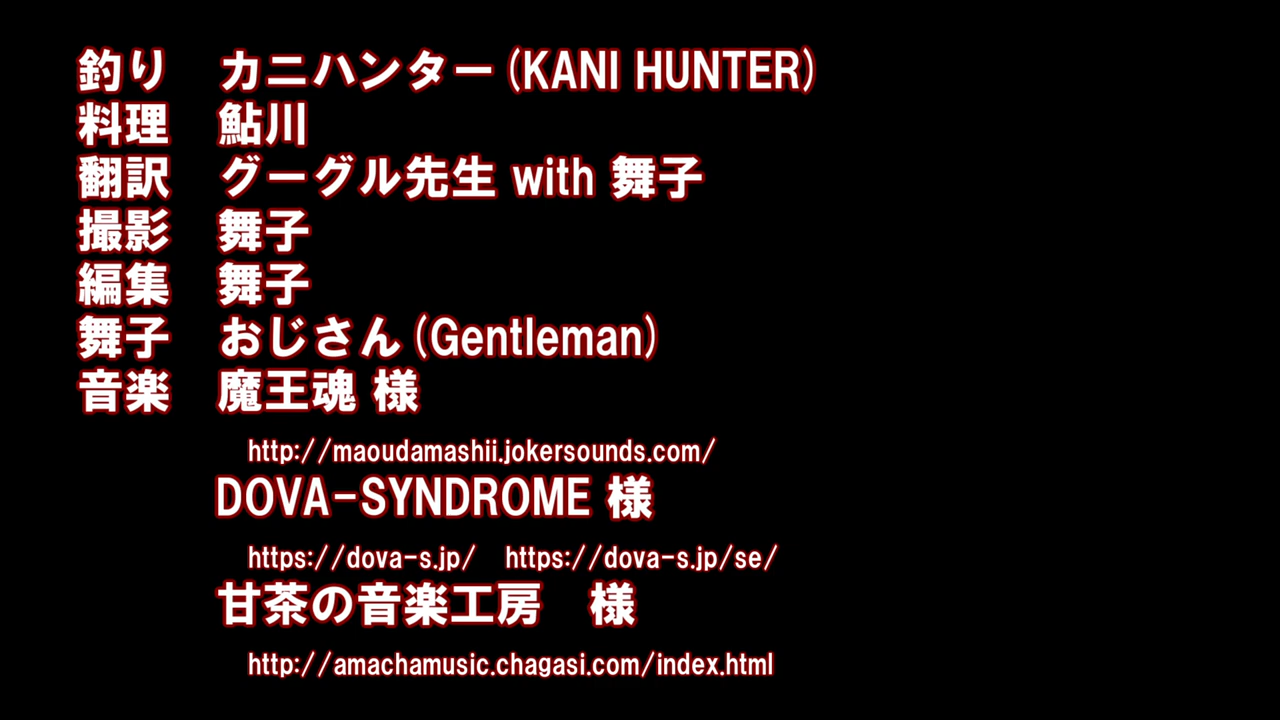 釣り　カニハンター(KANI HUNTER)
料理　鮎川
翻訳　グーグル先生 with 舞子
撮影　舞子
編集　舞子
舞子　おじさん(Gentleman)
音楽　魔王魂 様
http://maoudamashii.jokersounds.com/
DOVA-SYNDROME 様
https://dova-s.jp/　https://dova-s.jp/se/
甘茶の音楽工房　様
http://amachamusic.chagasi.com/index.html